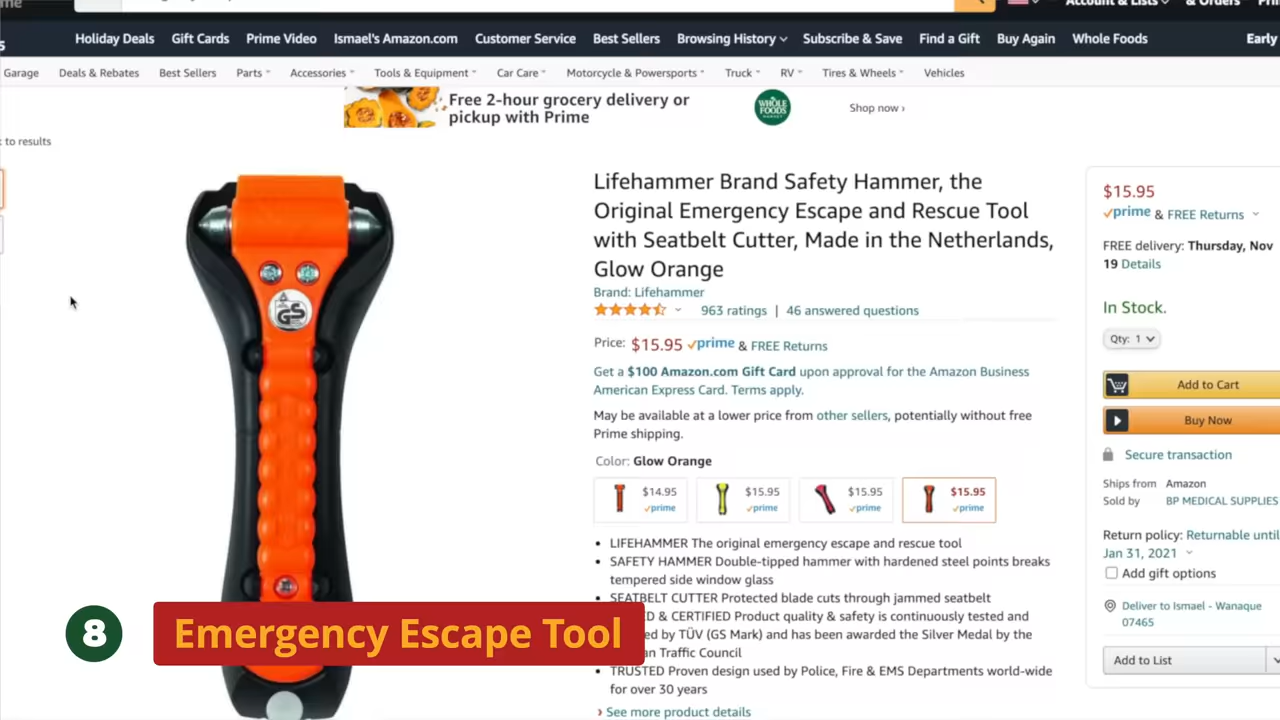 Account & Lists
& Orders
Holiday Deals Gift Cards Prime Video Ismael's Amazon.com Customer Service Best Sellers Browsing History Subscribe & Save Find a Gift Buy Again Whole Foods Early
Garage Deals & Rebates Best Sellers Parts Accessories Tools & Equipment Car Care Motorcycle & Powersports Truck RV Tires & Wheels Vehicles
Free 2-hour grocery delivery or
pickup with Prime
WHOLE
FOODS
MARKET
Shop now ›
to results
GS
Lifehammer Brand Safety Hammer, the
Original Emergency Escape and Rescue Tool
with Seatbelt Cutter, Made in the Netherlands,
Glow Orange
Brand: Lifehammer
963 ratings | 46 answered questions
Price: $15.95 prime & FREE Returns
Get a $100 Amazon.com Gift Card upon approval for the Amazon Business
American Express Card. Terms apply.
May be available at a lower price from other sellers, potentially without free
Prime shipping.
Color: Glow Orange
$14.95 prime
$15.95 prime
$15.95 prime
$15.95 prime
• LIFEHAMMER The original emergency escape and rescue tool
• SAFETY HAMMER Double-tipped hammer with hardened steel points breaks
tempered side window glass
• SEATBELT CUTTER Protected blade cuts through jammed seatbelt
& CERTIFIED Product quality & safety is continuously tested and
by TÜV (GS Mark) and has been awarded the Silver Medal by the
Traffic Council
• TRUSTED Proven design used by Police, Fire & EMS Departments world-wide
for over 30 years
› See more product details
$15.95
prime & FREE Returns
FREE delivery: Thursday, Nov
19 Details
In Stock.
Qty: 1
Add to Cart
Buy Now
Secure transaction
Ships from Amazon
Sold by BP MEDICAL SUPPLIES
Return policy: Returnable until
Jan 31, 2021
Add gift options
Deliver to Ismael - Wanaque
07465
Add to List
8 Emergency Escape Tool